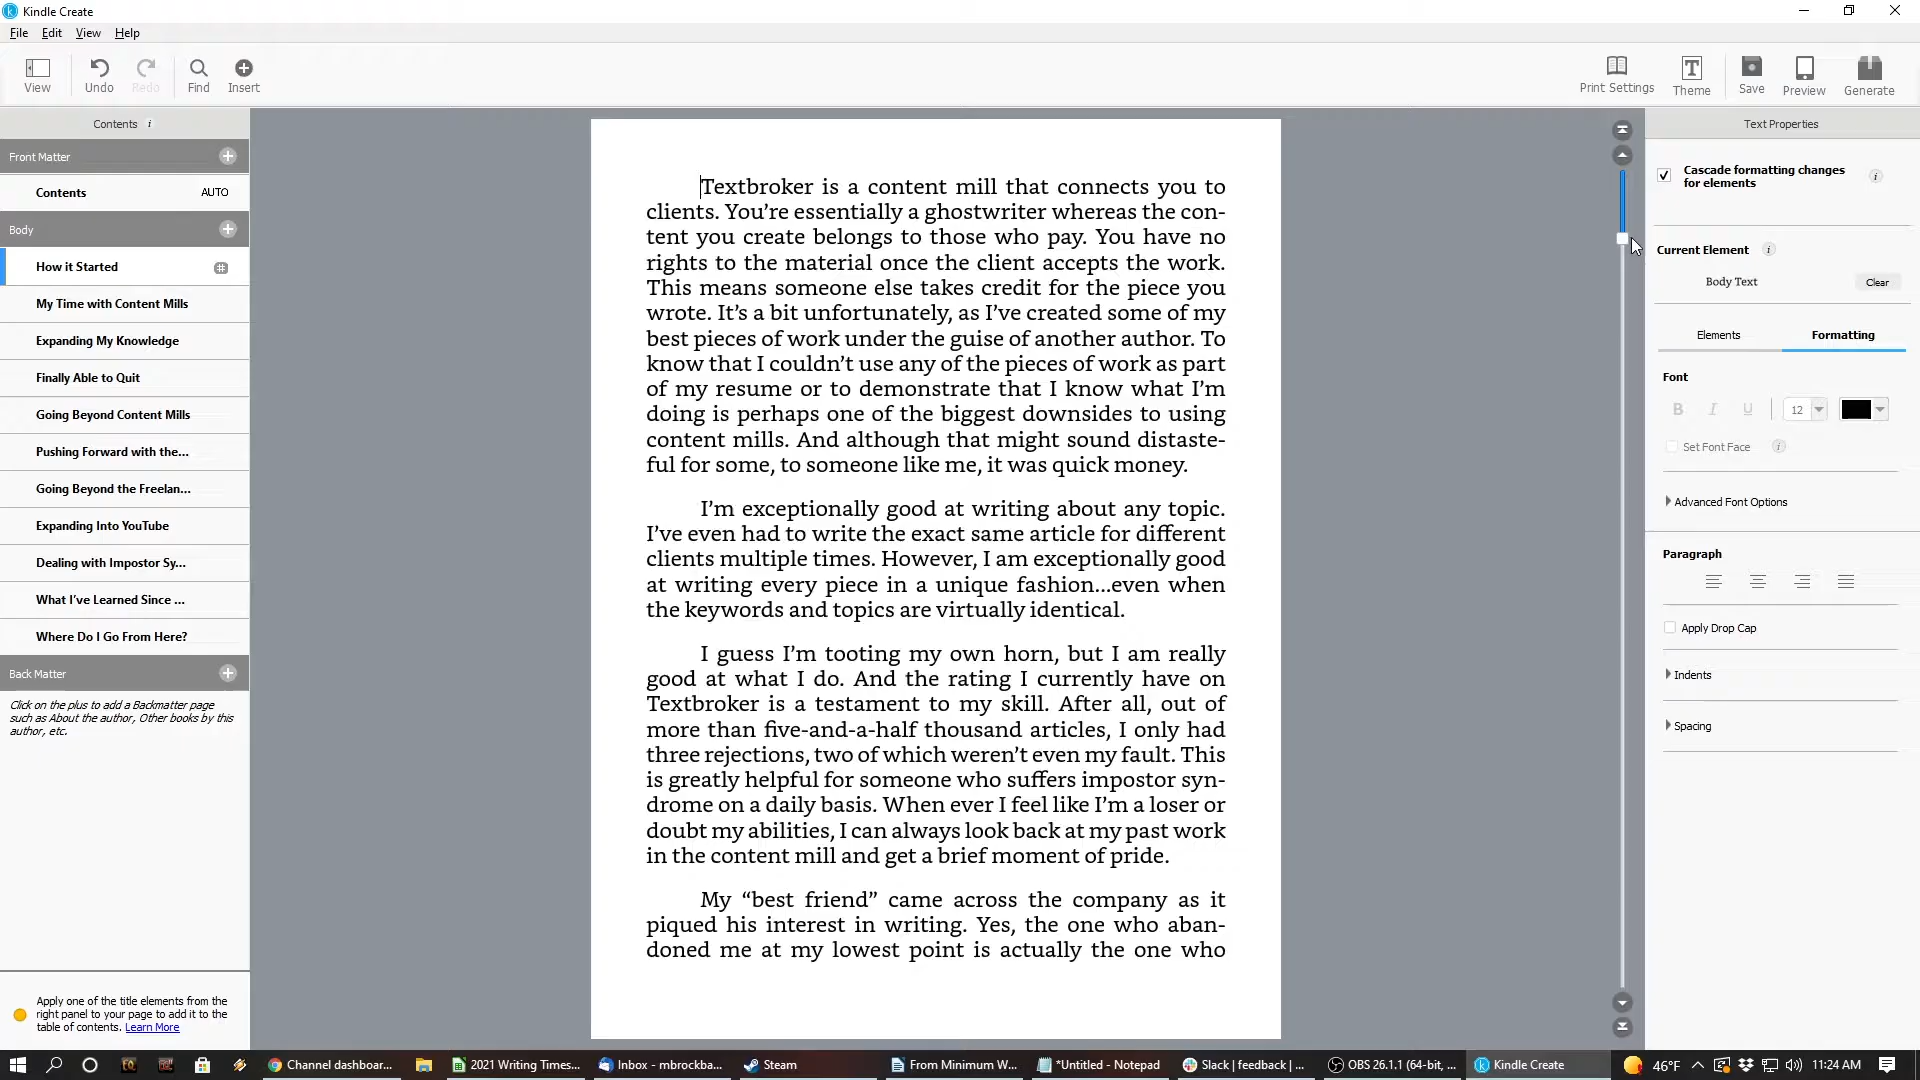 Kindle Create
File Edit View Help
View Undo Redo Find Insert Print Settings Theme Save Preview Generate
Contents i
Front Matter
Contents AUTO
Body
How it Started
My Time with Content Mills
Expanding My Knowledge
Finally Able to Quit
Going Beyond Content Mills
Pushing Forward with the...
Going Beyond the Freelan...
Expanding Into YouTube
Dealing with Impostor Sy...
What I've Learned Since ...
Where Do I Go From Here?
Back Matter
Click on the plus to add a Backmatter page
such as About the author, Other books by this
author, etc.
Apply one of the title elements from the
right panel to your page to add it to the
table of contents. Learn More
Textbroker is a content mill that connects you to
clients. You’re essentially a ghostwriter whereas the con-
tent you create belongs to those who pay. You have no
rights to the material once the client accepts the work.
This means someone else takes credit for the piece you
wrote. It’s a bit unfortunately, as I’ve created some of my
best pieces of work under the guise of another author. To
know that I couldn’t use any of the pieces of work as part
of my resume or to demonstrate that I know what I’m
doing is perhaps one of the biggest downsides to using
content mills. And although that might sound distaste-
ful for some, to someone like me, it was quick money.
I’m exceptionally good at writing about any topic.
I’ve even had to write the exact same article for different
clients multiple times. However, I am exceptionally good
at writing every piece in a unique fashion...even when
the keywords and topics are virtually identical.
I guess I’m tooting my own horn, but I am really
good at what I do. And the rating I currently have on
Textbroker is a testament to my skill. After all, out of
more than five-and-a-half thousand articles, I only had
three rejections, two of which weren’t even my fault. This
is greatly helpful for someone who suffers impostor syn-
drome on a daily basis. When ever I feel like I’m a loser or
doubt my abilities, I can always look back at my past work
in the content mill and get a brief moment of pride.
My “best friend” came across the company as it
piqued his interest in writing. Yes, the one who aban-
doned me at my lowest point is actually the one who
Text Properties
Cascade formatting changes
for elements i
Current Element i
Body Text Clear
Elements Formatting
Font
B I U 12
Set Font Face i
Advanced Font Options
Paragraph
Apply Drop Cap
Indents
Spacing
Channel dashboar... 2021 Writing Times... Inbox - mbrockba... Steam From Minimum W... *Untitled - Notepad Slack | feedback | ... OBS 26.1.1 (64-bit, ... Kindle Create 46°F 11:24 AM